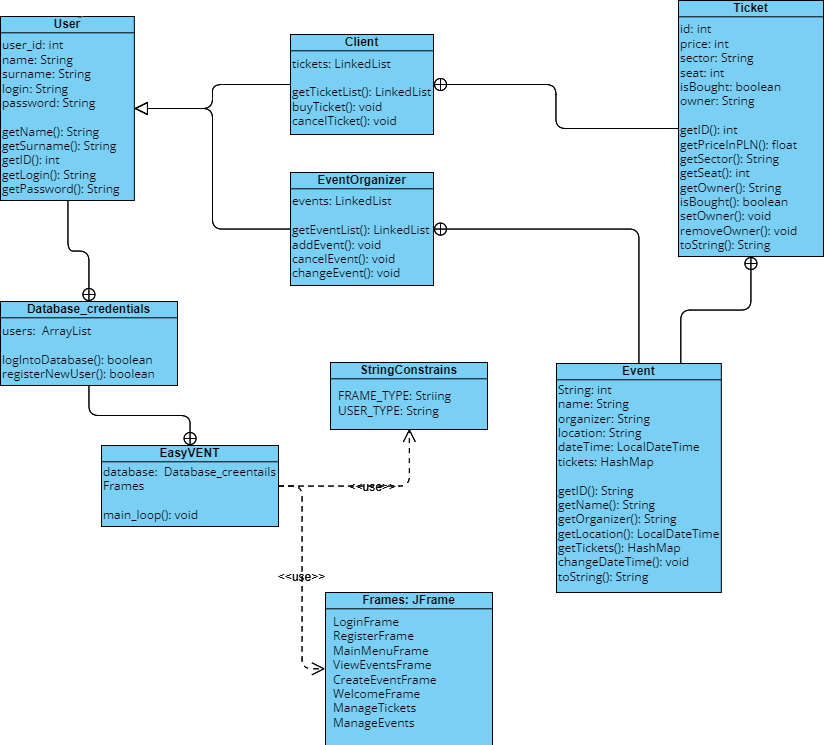 User
user_id: int
name: String
surname: String
login: String
password: String
getName(): String
getSurname(): String
getID(): int
getLogin(): String
getPassword(): String
Client
tickets: LinkedList
getTicketList(): LinkedList
buyTicket(): void
cancelTicket(): void
Ticket
id: int
price: int
sector: String
seat: int
isBought: boolean
owner: String
getID(): int
getPriceInPLN(): float
getSector(): String
getSeat(): int
getOwner(): String
isBought(): boolean
setOwner(): void
removeOwner(): void
toString(): String
EventOrganizer
events: LinkedList
getEventList(): LinkedList
addEvent(): void
cancelEvent(): void
changeEvent(): void
Database_credentials
users:  ArrayList
logIntoDatabase(): boolean
registerNewUser(): boolean
StringConstrains
FRAME_TYPE: Striing
USER_TYPE: String
Event
String: int
name: String
organizer: String
location: String
dateTime: LocalDateTime
tickets: HashMap
getID(): String
getName(): String
getOrganizer(): String
getLocation(): LocalDateTime
getTickets(): HashMap
changeDateTime(): void
toString(): String
EasyVENT
database:  Database_creentails
Frames
main_loop(): void
<<use>>
<<use>>
Frames: JFrame
LoginFrame
RegisterFrame
MainMenuFrame
ViewEventsFrame
CreateEventFrame
WelcomeFrame
ManageTickets
ManageEvents